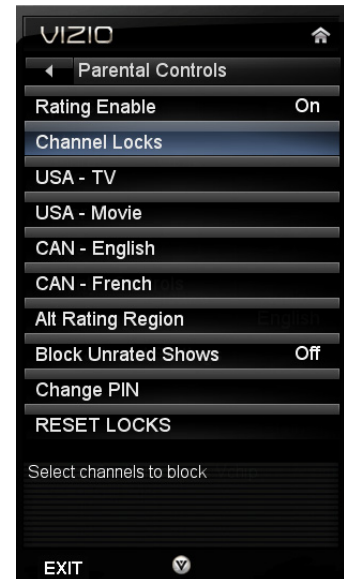 VIZIO
Parental Controls
Rating Enable On
Channel Locks
USA - TV
USA - Movie
CAN - English
CAN - French
Alt Rating Region English
Block Unrated Shows Off
Change PIN
RESET LOCKS
Select channels to block
EXIT V